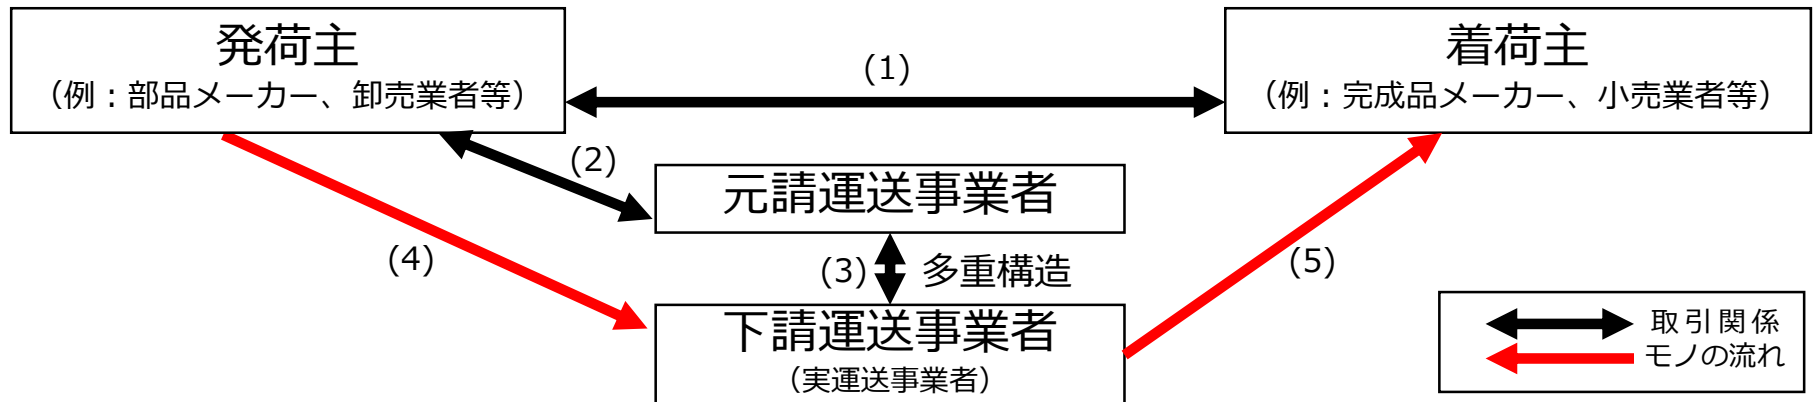 発荷主
（例：部品メーカー、卸売業者等）
(1)
着荷主
（例：完成品メーカー、小売業者等）
(2)
元請運送事業者
(3)
多重構造
(4)
(5)
下請運送事業者
（実運送事業者）
取引関係
モノの流れ